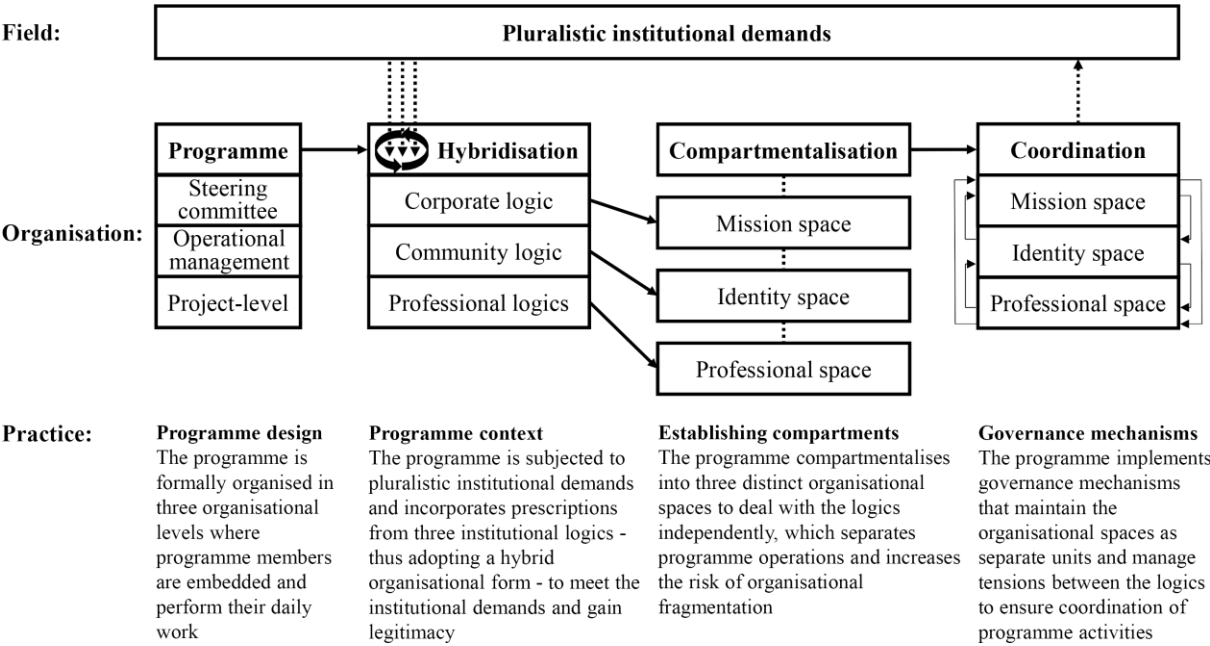 Field:
Pluralistic institutional demands
Organisation:
Programme
Steering
committee
Operational
management
Project-level
Hybridisation
Corporate logic
Community logic
Professional logics
Compartmentalisation
Mission space
Identity space
Professional space
Coordination
Mission space
Identity space
Professional space
Practice:
Programme design
The programme is
formally organised in
three organisational
levels where
programme members
are embedded and
perform their daily
work
Programme context
The programme is subjected to
pluralistic institutional demands
and incorporates prescriptions
from three institutional logics -
thus adopting a hybrid
organisational form - to meet the
institutional demands and gain
legitimacy
Establishing compartments
The programme compartmentalises
into three distinct organisational
spaces to deal with the logics
independently, which separates
programme operations and increases
the risk of organisational
fragmentation
Governance mechanisms
The programme implements
governance mechanisms
that maintain the
organisational spaces as
separate units and manage
tensions between the logics
to ensure coordination of
programme activities